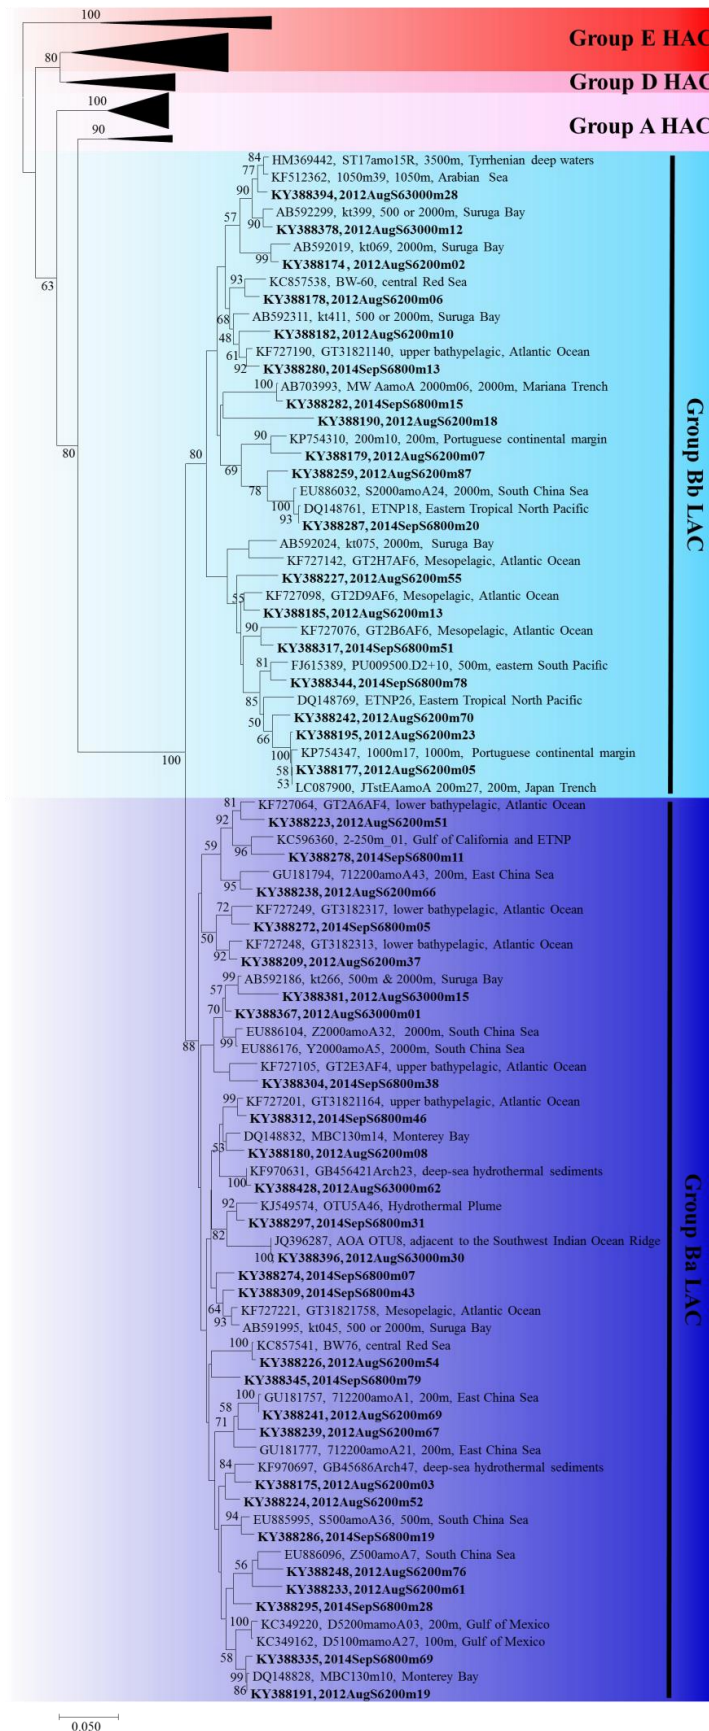 100
Group E HAC
80
Group D HAC
100
Group A HAC
90
84 HM369442, ST17amo15R, 3500m, Tyrrhenian deep waters
77 KF512362, 1050m39, 1050m, Arabian Sea
90 KY388394, 2012AugS63000m28
57 AB592299, kt399, 500 or 2000m, Suruga Bay
90 KY388378, 2012AugS63000m12
AB592019, kt069, 2000m, Suruga Bay
99 KY388174, 2012AugS6200m02
63
93 KC857538, BW-60, central Red Sea
KY388178, 2012AugS6200m06
68 AB592311, kt411, 500 or 2000m, Suruga Bay
48 KY388182, 2012AugS6200m10
61 KF727190, GT31821140, upper bathypelagic, Atlantic Ocean
92 KY388280, 2014SepS6800m13
100 AB703993, MW AamoA 2000m06, 2000m, Mariana Trench
KY388282, 2014SepS6800m15
KY388190, 2012AugS6200m18
90 KP754310, 200m10, 200m, Portuguese continental margin
80 80 KY388179, 2012AugS6200m07
69 KY388259, 2012AugS6200m87
78 EU886032, S2000amoA24, 2000m, South China Sea
100 DQ148761, ETNP18, Eastern Tropical North Pacific
93 KY388287, 2014SepS6800m20
AB592024, kt075, 2000m, Suruga Bay
KF727142, GT2H7AF6, Mesopelagic, Atlantic Ocean
KY388227, 2012AugS6200m55
55 KF727098, GT2D9AF6, Mesopelagic, Atlantic Ocean
KY388185, 2012AugS6200m13
90 KF727076, GT2B6AF6, Mesopelagic, Atlantic Ocean
KY388317, 2014SepS6800m51
81 FJ615389, PU009500.D2+10, 500m, eastern South Pacific
KY388344, 2014SepS6800m78
85 DQ148769, ETNP26, Eastern Tropical North Pacific
50 KY388242, 2012AugS6200m70
66 KY388195, 2012AugS6200m23
100 100 KP754347, 1000m17, 1000m, Portuguese continental margin
58 KY388177, 2012AugS6200m05
53 LC087900, JTstEAamoA 200m27, 200m, Japan Trench
Group Bb LAC
81 KF727064, GT2A6AF4, lower bathypelagic, Atlantic Ocean
92 KY388223, 2012AugS6200m51
59 KC596360, 2-250m_01, Gulf of California and ETNP
96 KY388278, 2014SepS6800m11
GU181794, 712200amoA43, 200m, East China Sea
95 KY388238, 2012AugS6200m66
72 KF727249, GT3182317, lower bathypelagic, Atlantic Ocean
KY388272, 2014SepS6800m05
50 KF727248, GT3182313, lower bathypelagic, Atlantic Ocean
92 KY388209, 2012AugS6200m37
99 AB592186, kt266, 500m & 2000m, Suruga Bay
57 KY388381, 2012AugS63000m15
70 KY388367, 2012AugS63000m01
EU886104, Z2000amoA32, 2000m, South China Sea
88 99 EU886176, Y2000amoA5, 2000m, South China Sea
KF727105, GT2E3AF4, upper bathypelagic, Atlantic Ocean
KY388304, 2014SepS6800m38
99 KF727201, GT31821164, upper bathypelagic, Atlantic Ocean
KY388312, 2014SepS6800m46
DQ148832, MBC130m14, Monterey Bay
53 KY388180, 2012AugS6200m08
KF970631, GB456421Arch23, deep-sea hydrothermal sediments
100 KY388428, 2012AugS63000m62
92 KJ549574, OTU5A46, Hydrothermal Plume
KY388297, 2014SepS6800m31
82 JQ396287, AOA OTU8, adjacent to the Southwest Indian Ocean Ridge
100 KY388396, 2012AugS63000m30
KY388274, 2014SepS6800m07
KY388309, 2014SepS6800m43
64 KF727221, GT31821758, Mesopelagic, Atlantic Ocean
93 AB591995, kt045, 500 or 2000m, Suruga Bay
100 KC857541, BW76, central Red Sea
KY388226, 2012AugS6200m54
KY388345, 2014SepS6800m79
100 GU181757, 712200amoA1, 200m, East China Sea
58 KY388241, 2012AugS6200m69
71 KY388239, 2012AugS6200m67
GU181777, 712200amoA21, 200m, East China Sea
84 KF970697, GB45686Arch47, deep-sea hydrothermal sediments
KY388175, 2012AugS6200m03
KY388224, 2012AugS6200m52
94 EU885995, S500amoA36, 500m, South China Sea
KY388286, 2014SepS6800m19
EU886096, Z500amoA7, South China Sea
56 KY388248, 2012AugS6200m76
KY388233, 2012AugS6200m61
KY388295, 2014SepS6800m28
100 KC349220, D5200mamoA03, 200m, Gulf of Mexico
KC349162, D5100mamoA27, 100m, Gulf of Mexico
58 KY388335, 2014SepS6800m69
99 DQ148828, MBC130m10, Monterey Bay
86 KY388191, 2012AugS6200m19
Group Ba LAC
0.050